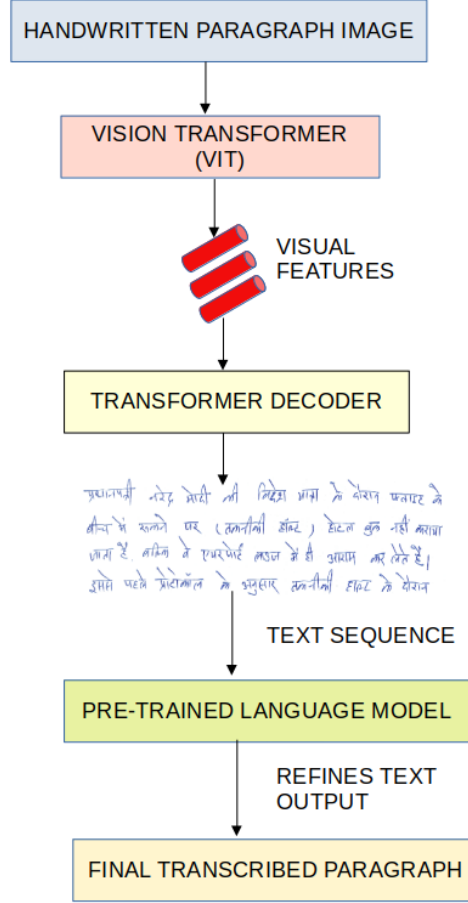 HANDWRITTEN PARAGRAPH IMAGE
VISION TRANSFORMER
(VIT)
VISUAL
FEATURES
TRANSFORMER DECODER
प्रधानमंत्री नरेंद्र मोदी की विदेश यात्रा के दौरान फ्लाइट के
बीच में रूकने पर (तकनीकी हॉल्ट) होटल बुक नहीं कराया
जाता है, बल्कि वे एयरपोर्ट लाउंज में ही आराम कर लेते हैं।
इससे पहले प्रोटोकॉल के अनुसार तकनीकी हाल्ट के दौरान
TEXT SEQUENCE
PRE-TRAINED LANGUAGE MODEL
REFINES TEXT
OUTPUT
FINAL TRANSCRIBED PARAGRAPH